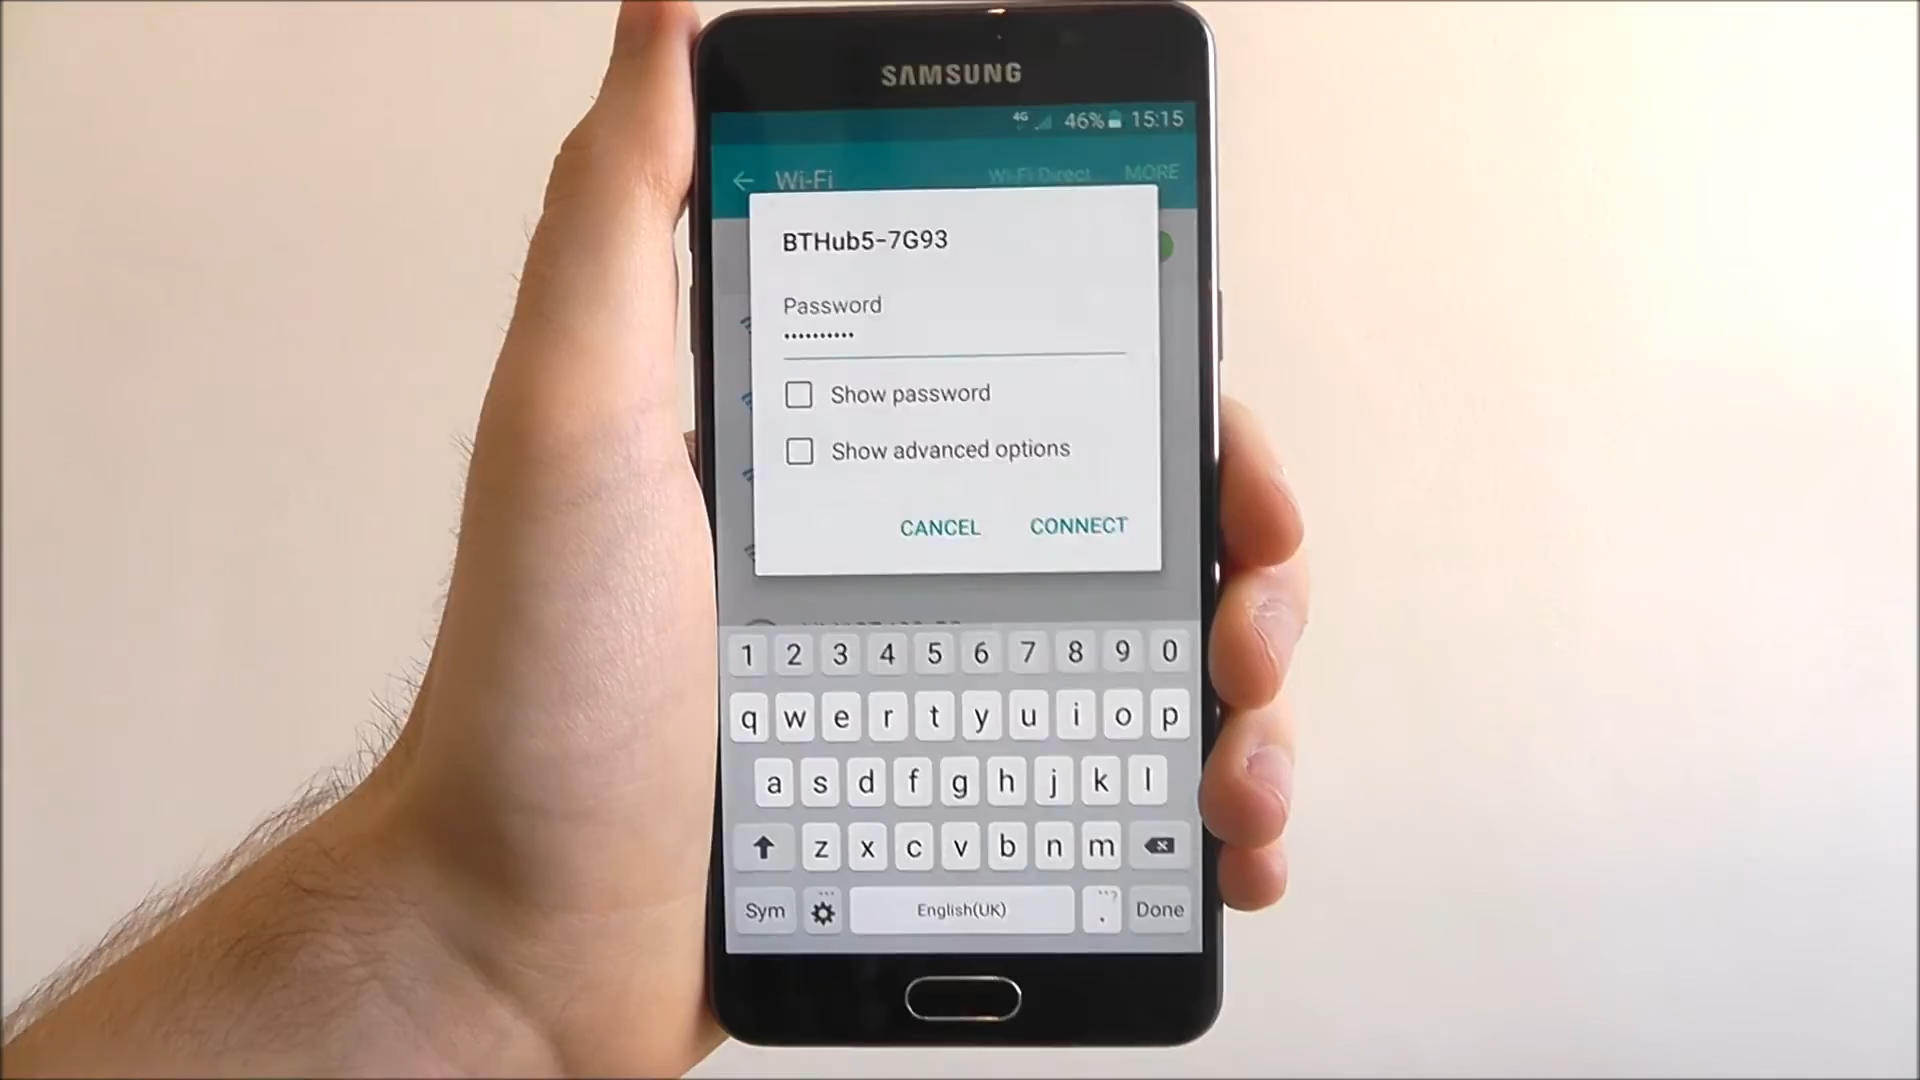 SAMSUNG
4G 46% 15:15
Wi-Fi Wi-Fi Direct MORE
BTHub5-7G93
Password
••••••••••
Show password
Show advanced options
CANCEL CONNECT
1 2 3 4 5 6 7 8 9 0
q w e r t y u i o p
a s d f g h j k l
z x c v b n m
Sym English(UK) . Done